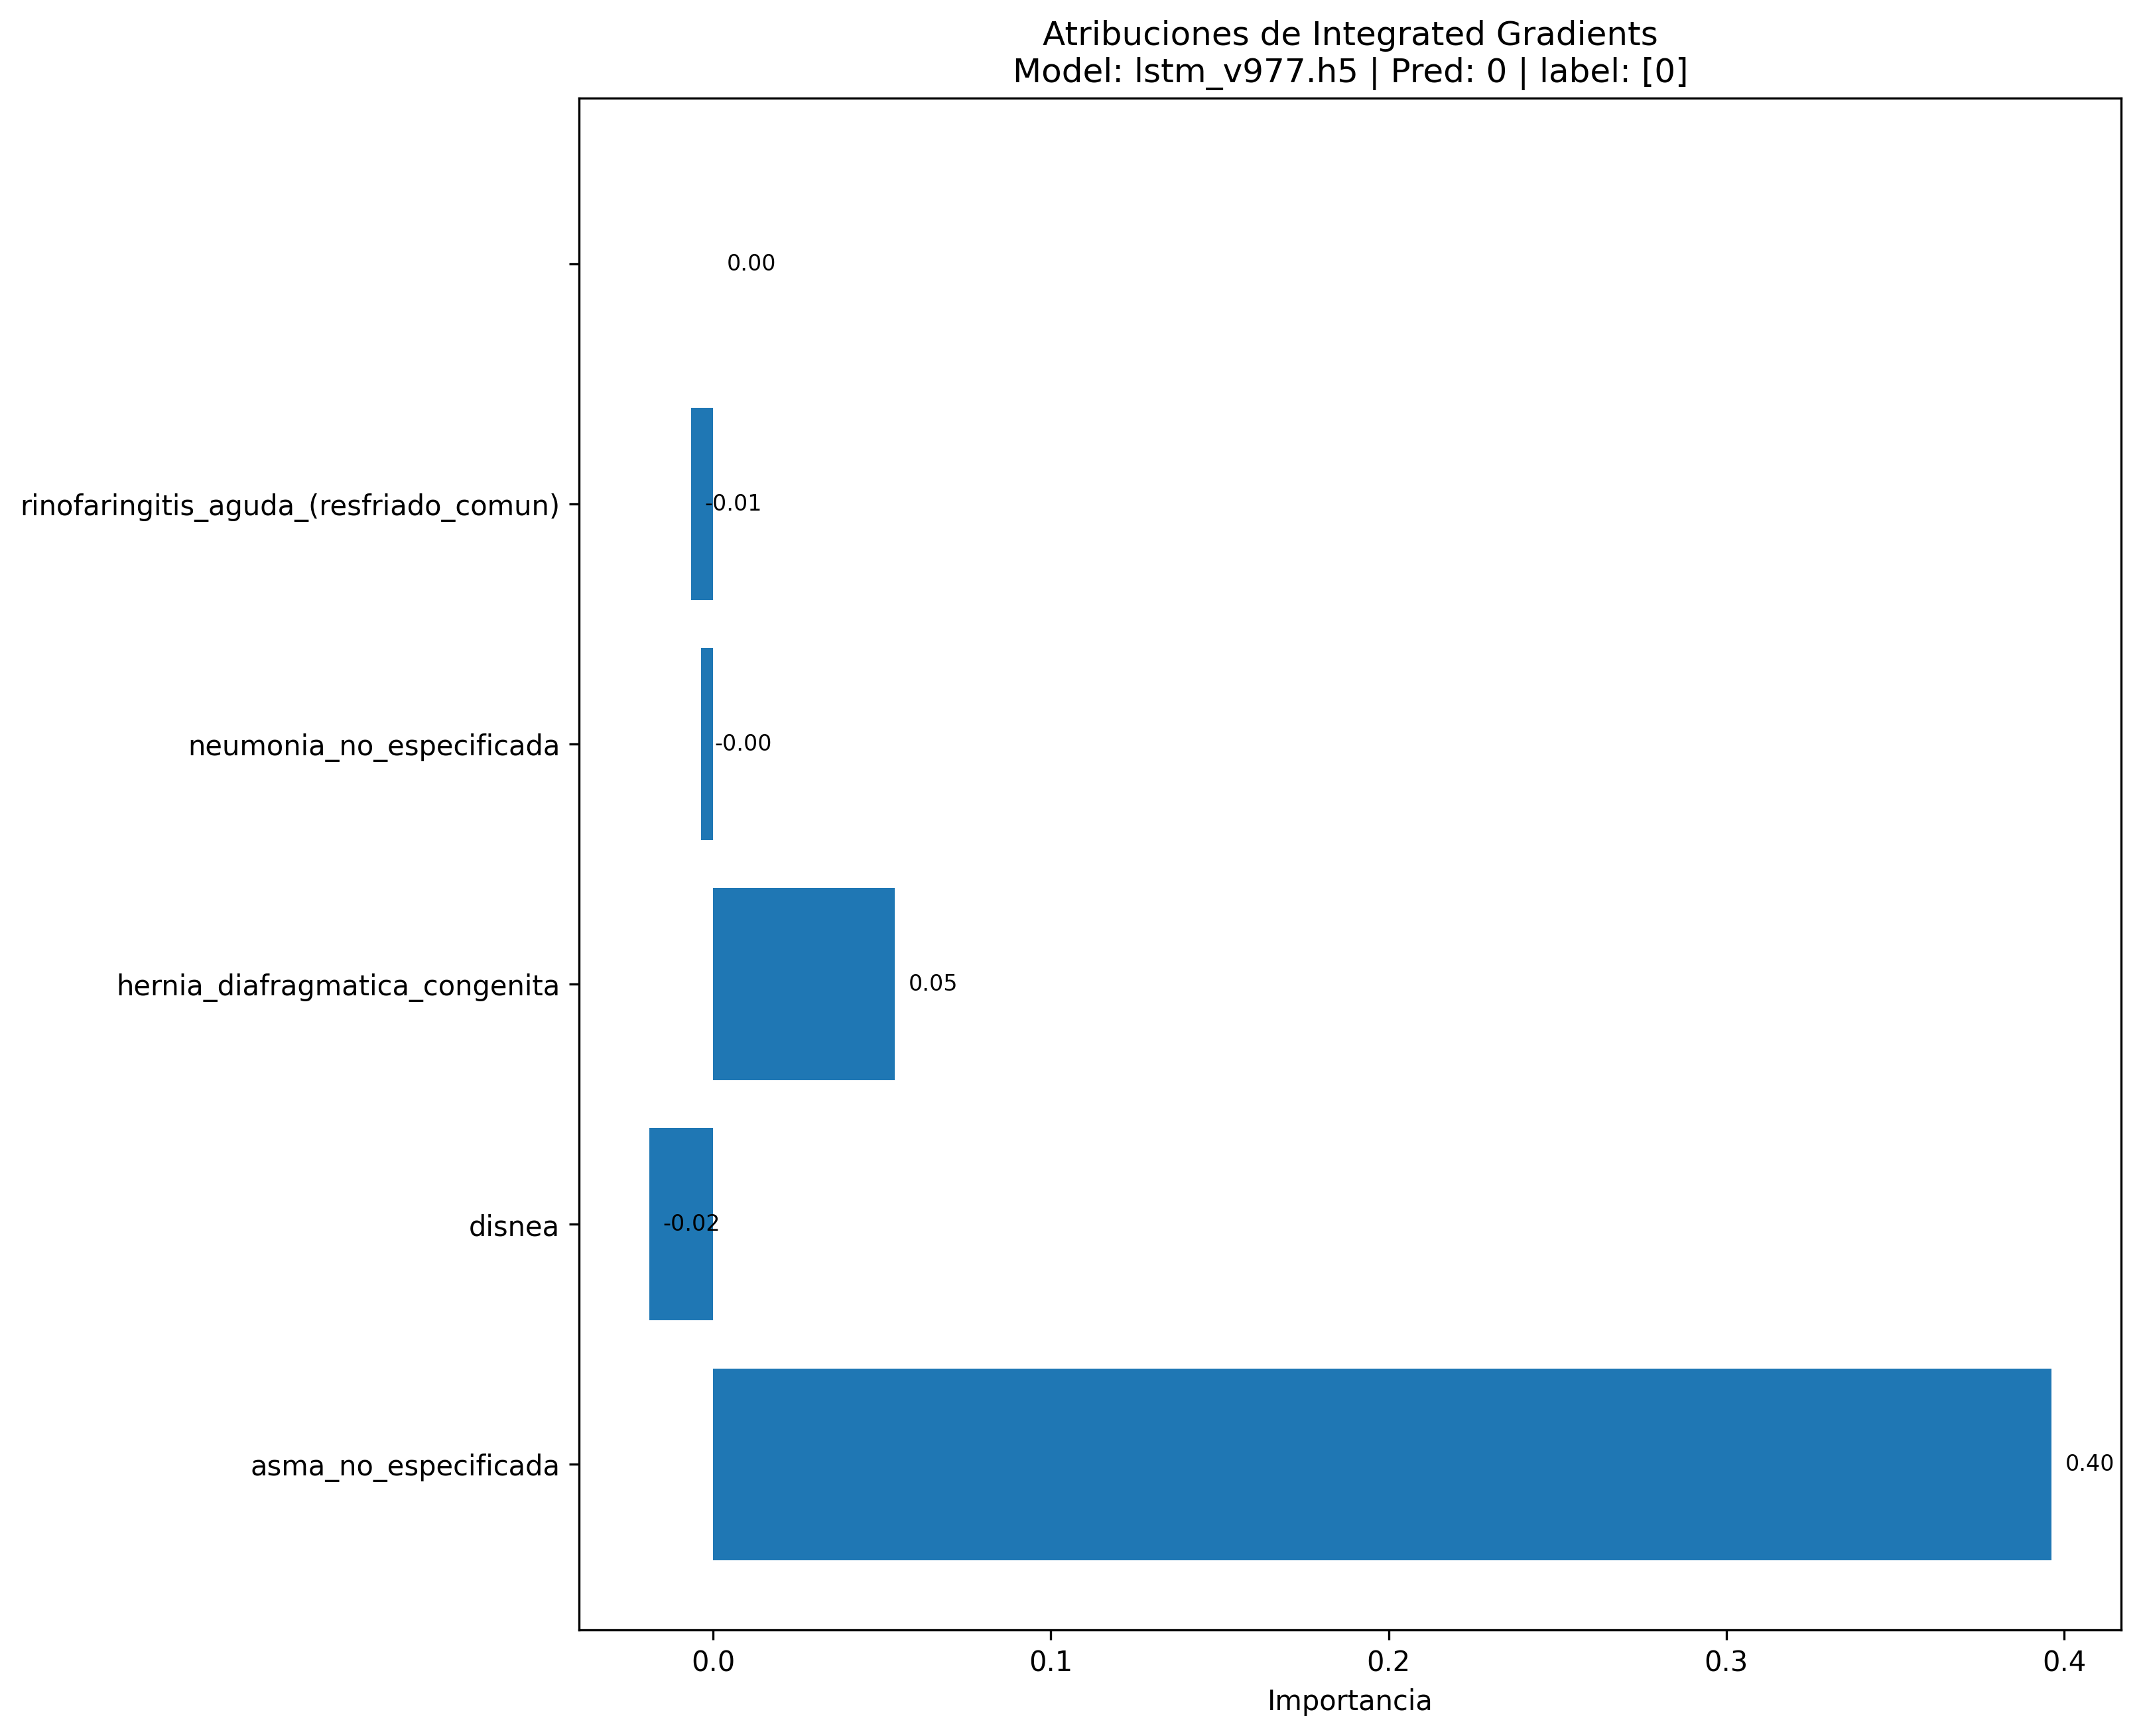 Atribuciones de Integrated Gradients
Model: lstm_v977.h5 | Pred: 0 | label: [0]
0.00
rinofaringitis_aguda_(resfriado_comun)
-0.01
neumonia_no_especificada
-0.00
hernia_diafragmatica_congenita
0.05
disnea
-0.02
asma_no_especificada
0.40
0.0
0.1
0.2
0.3
0.4
Importancia